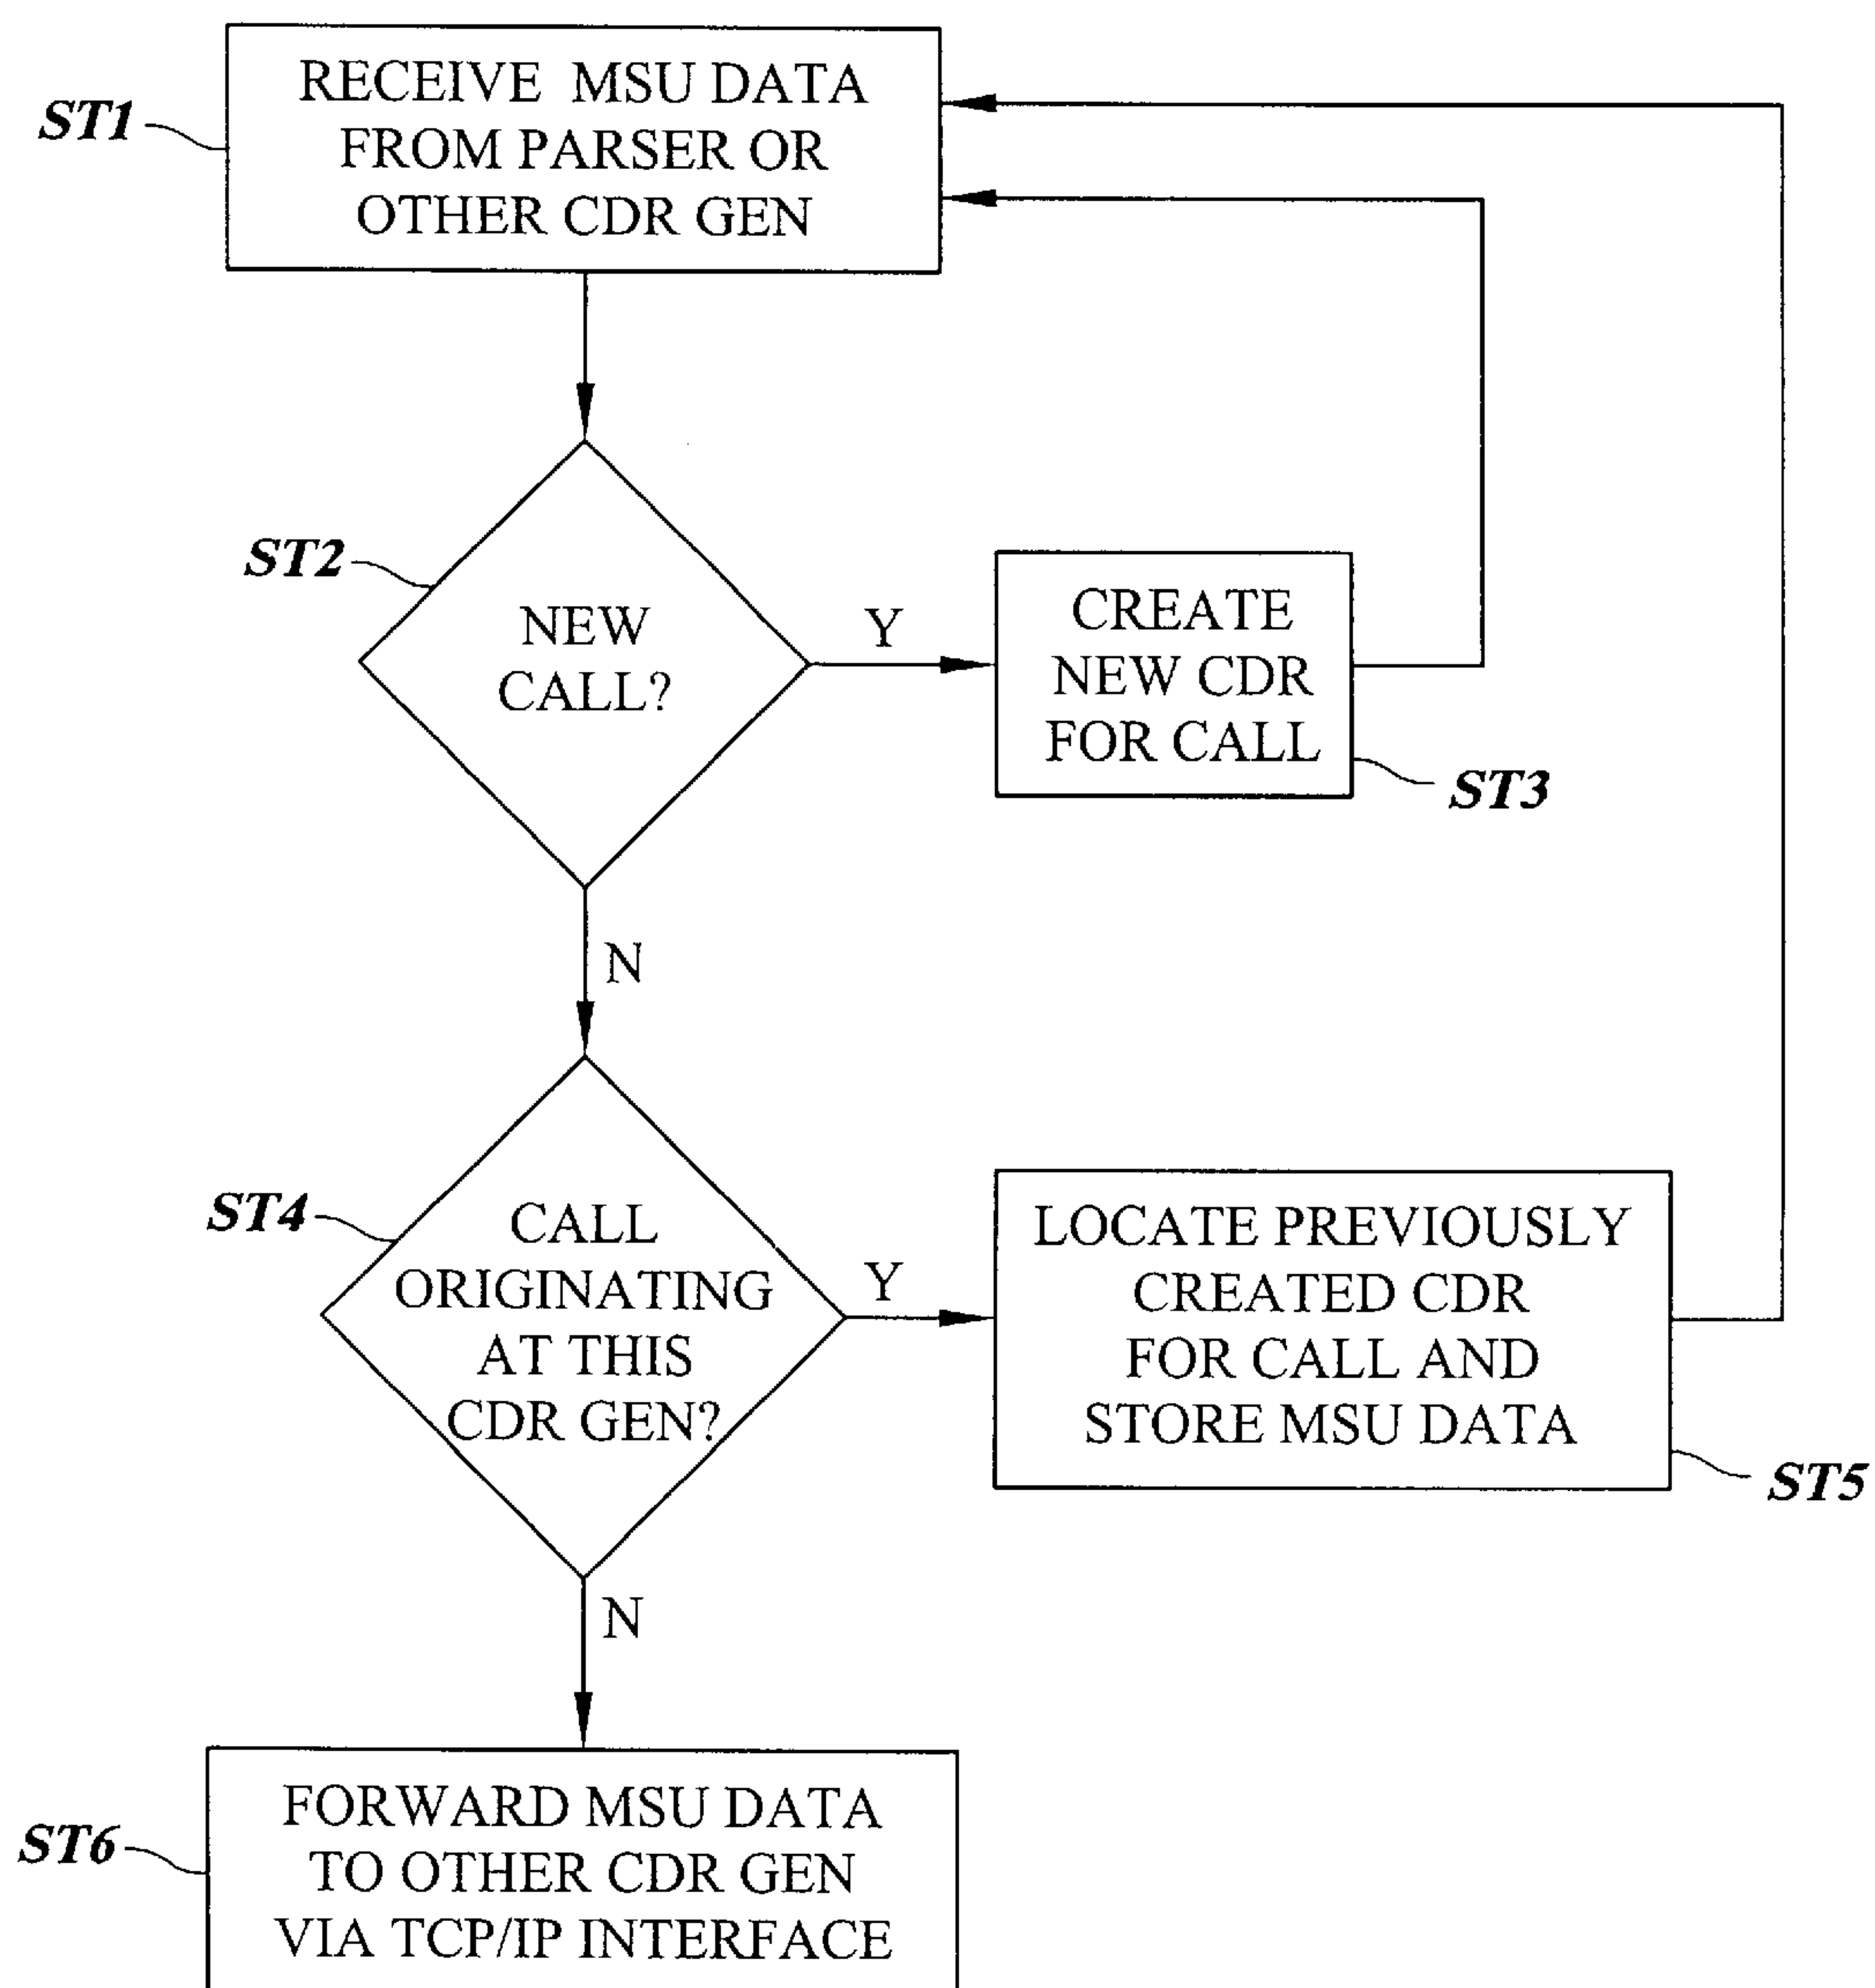 ST1
RECEIVE MSU DATA
FROM PARSER OR
OTHER CDR GEN
ST2
NEW
CALL?
Y
CREATE
NEW CDR
FOR CALL
ST3
N
ST4
CALL
ORIGINATING
AT THIS
CDR GEN?
Y
LOCATE PREVIOUSLY
CREATED CDR
FOR CALL AND
STORE MSU DATA
ST5
N
ST6
FORWARD MSU DATA
TO OTHER CDR GEN
VIA TCP/IP INTERFACE